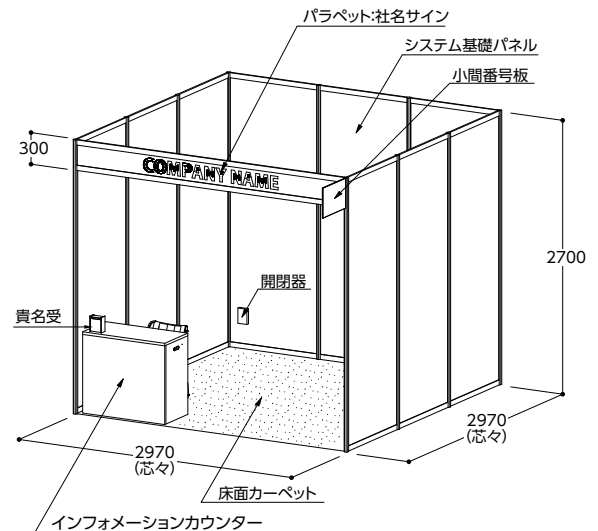 パラペット:社名サイン
システム基礎パネル
小間番号板
300
COMPANY NAME
2700
開閉器
貴名受
2970
(芯々)
2970
(芯々)
床面カーペット
インフォメーションカウンター